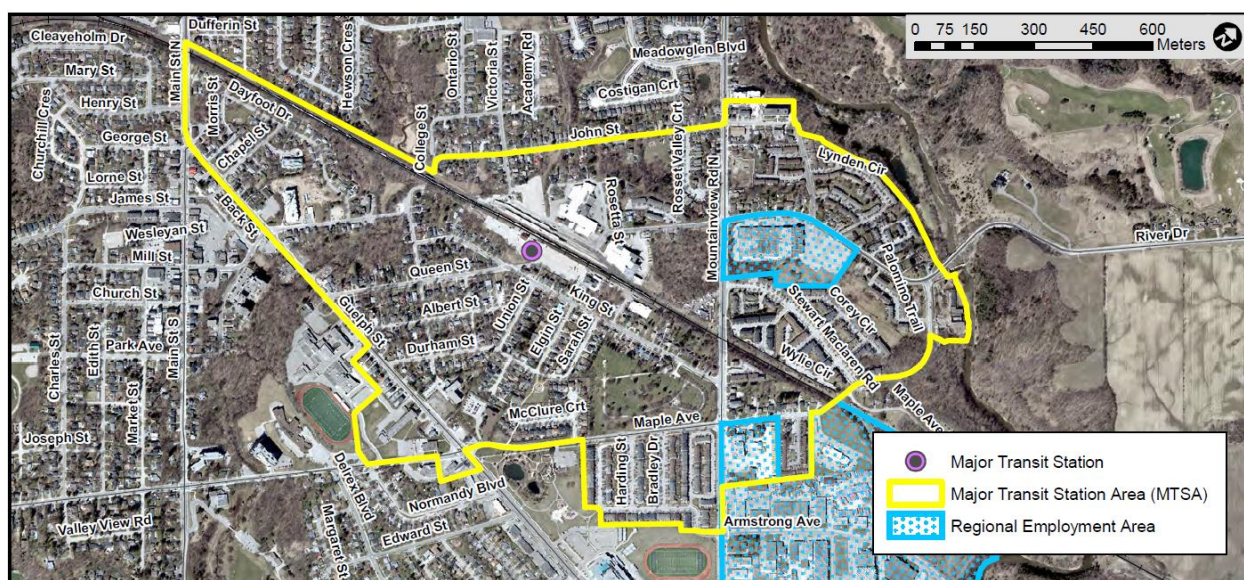 Dufferin St
Cleaveholm Dr
Mary St
Henry St
George St
Churchill Cres
Lorne St
James St
Wesleyan St
Mill St
Church St
Charles St
Edith St
Park Ave
Market St
Joseph St
Valley View Rd
Main St N
Main St S
Morris St
Dayfoot Dr
Chapel St
Back St
Hewson Cres
College St
Ontario St
Victoria St
Academy Rd
Meadowglen Blvd
Costigan Crt
John St
Rosset Valley Crt
Mountainview Rd N
Rosetta St
Lynden Cir
River Dr
Palomino Trail
Corey Cir
Stewart Maclaren Rd
Wylie Cir
Maple Ave
Queen St
Albert St
Durham St
Guelph St
Union St
King St
Elgin St
Sarah St
McClure Crt
Maple Ave
Harding St
Bradley Dr
Armstrong Ave
Normandy Blvd
Delrex Blvd
Margaret St
Edward St
0 75 150 300 450 600
Meters
N
Major Transit Station
Major Transit Station Area (MTSA)
Regional Employment Area